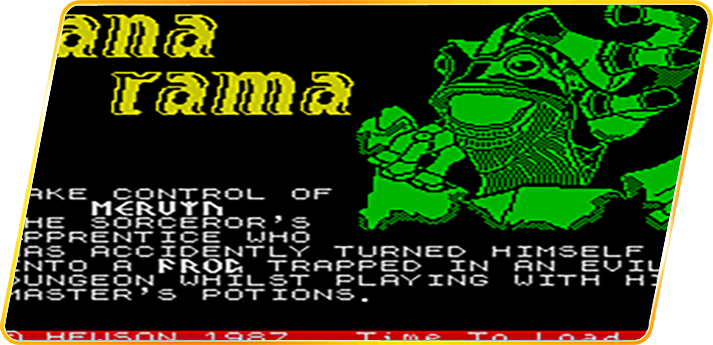 ana
rama
AKE CONTROL OF
MERVYN
HE SORCEROR'S
PPRENTICE WHO
AS ACCIDENTLY TURNED HIMSELF
NTO A FROG TRAPPED IN AN EVIL
DUNGEON WHILST PLAYING WITH HI
MASTER'S POTIONS.
© HEWSON 1987 Time To Load